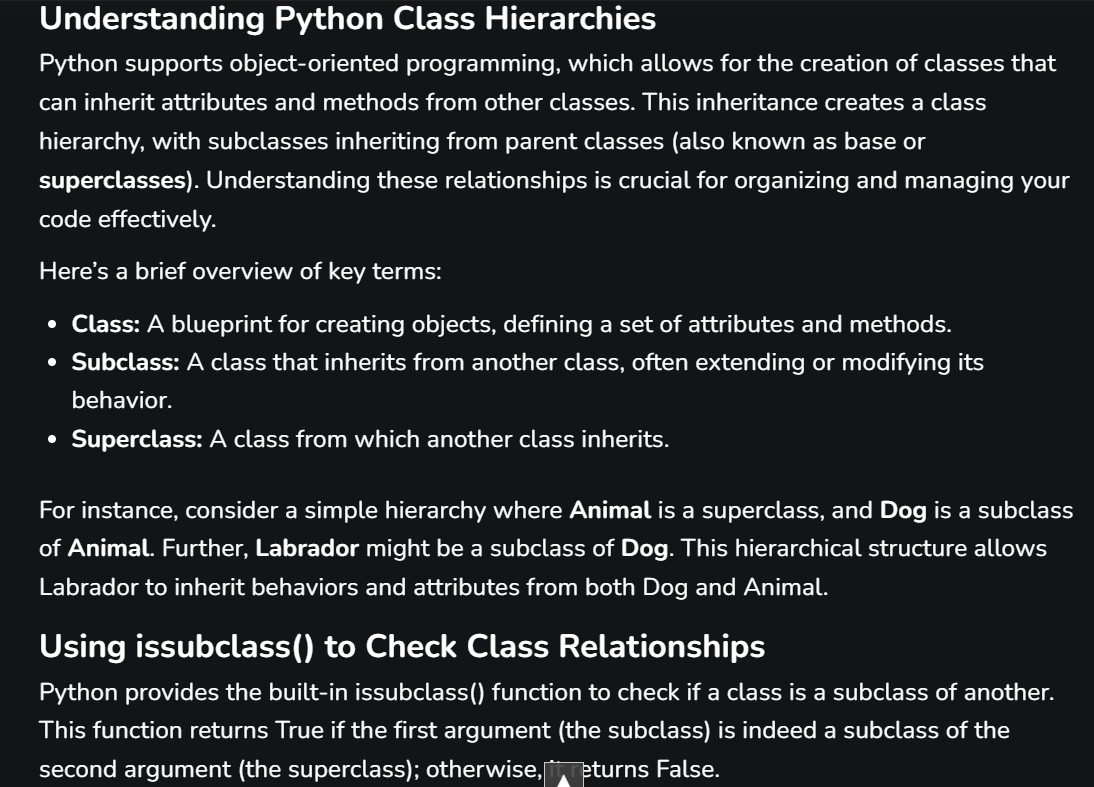 Understanding Python Class Hierarchies
Python supports object-oriented programming, which allows for the creation of classes that
can inherit attributes and methods from other classes. This inheritance creates a class
hierarchy, with subclasses inheriting from parent classes (also known as base or
superclasses). Understanding these relationships is crucial for organizing and managing your
code effectively.
Here’s a brief overview of key terms:
• Class: A blueprint for creating objects, defining a set of attributes and methods.
• Subclass: A class that inherits from another class, often extending or modifying its
behavior.
• Superclass: A class from which another class inherits.
For instance, consider a simple hierarchy where Animal is a superclass, and Dog is a subclass
of Animal. Further, Labrador might be a subclass of Dog. This hierarchical structure allows
Labrador to inherit behaviors and attributes from both Dog and Animal.
Using issubclass() to Check Class Relationships
Python provides the built-in issubclass() function to check if a class is a subclass of another.
This function returns True if the first argument (the subclass) is indeed a subclass of the
second argument (the superclass); otherwise, it returns False.